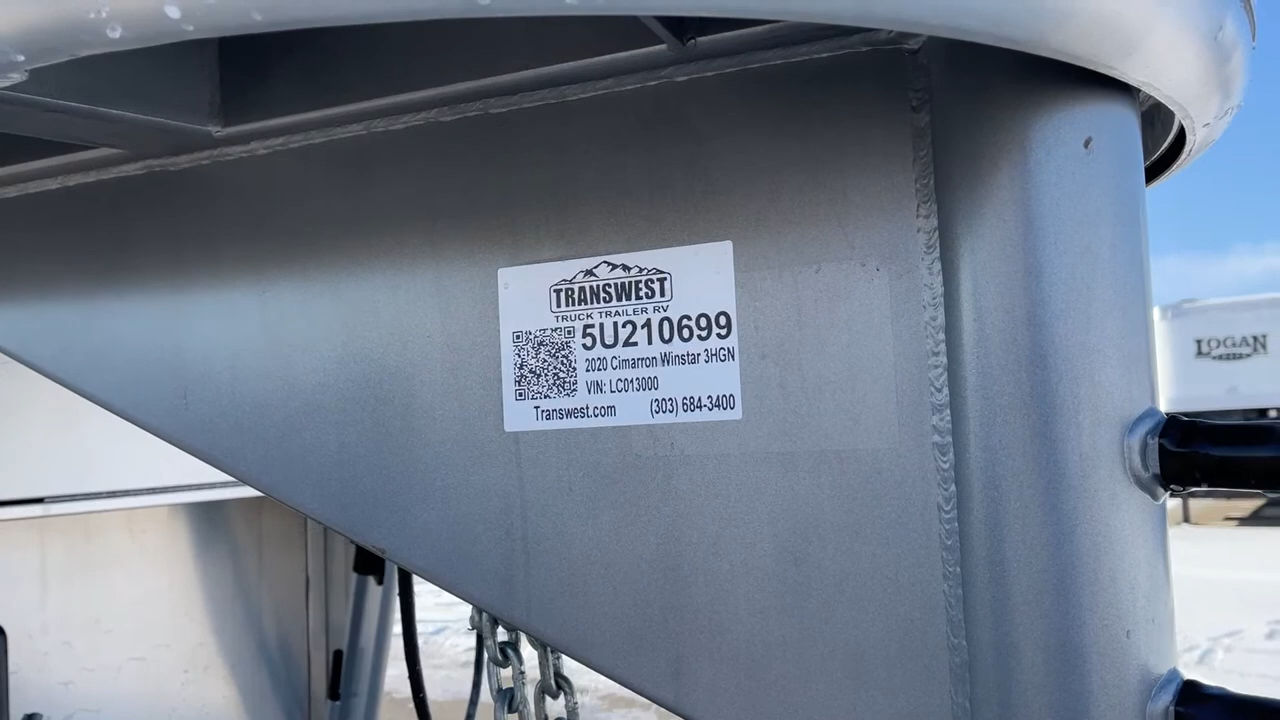 TRANSWEST
TRUCK TRAILER RV
5U210699
2020 Cimarron Winstar 3HGN
VIN: LC013000
Transwest.com (303) 684-3400
LOGAN